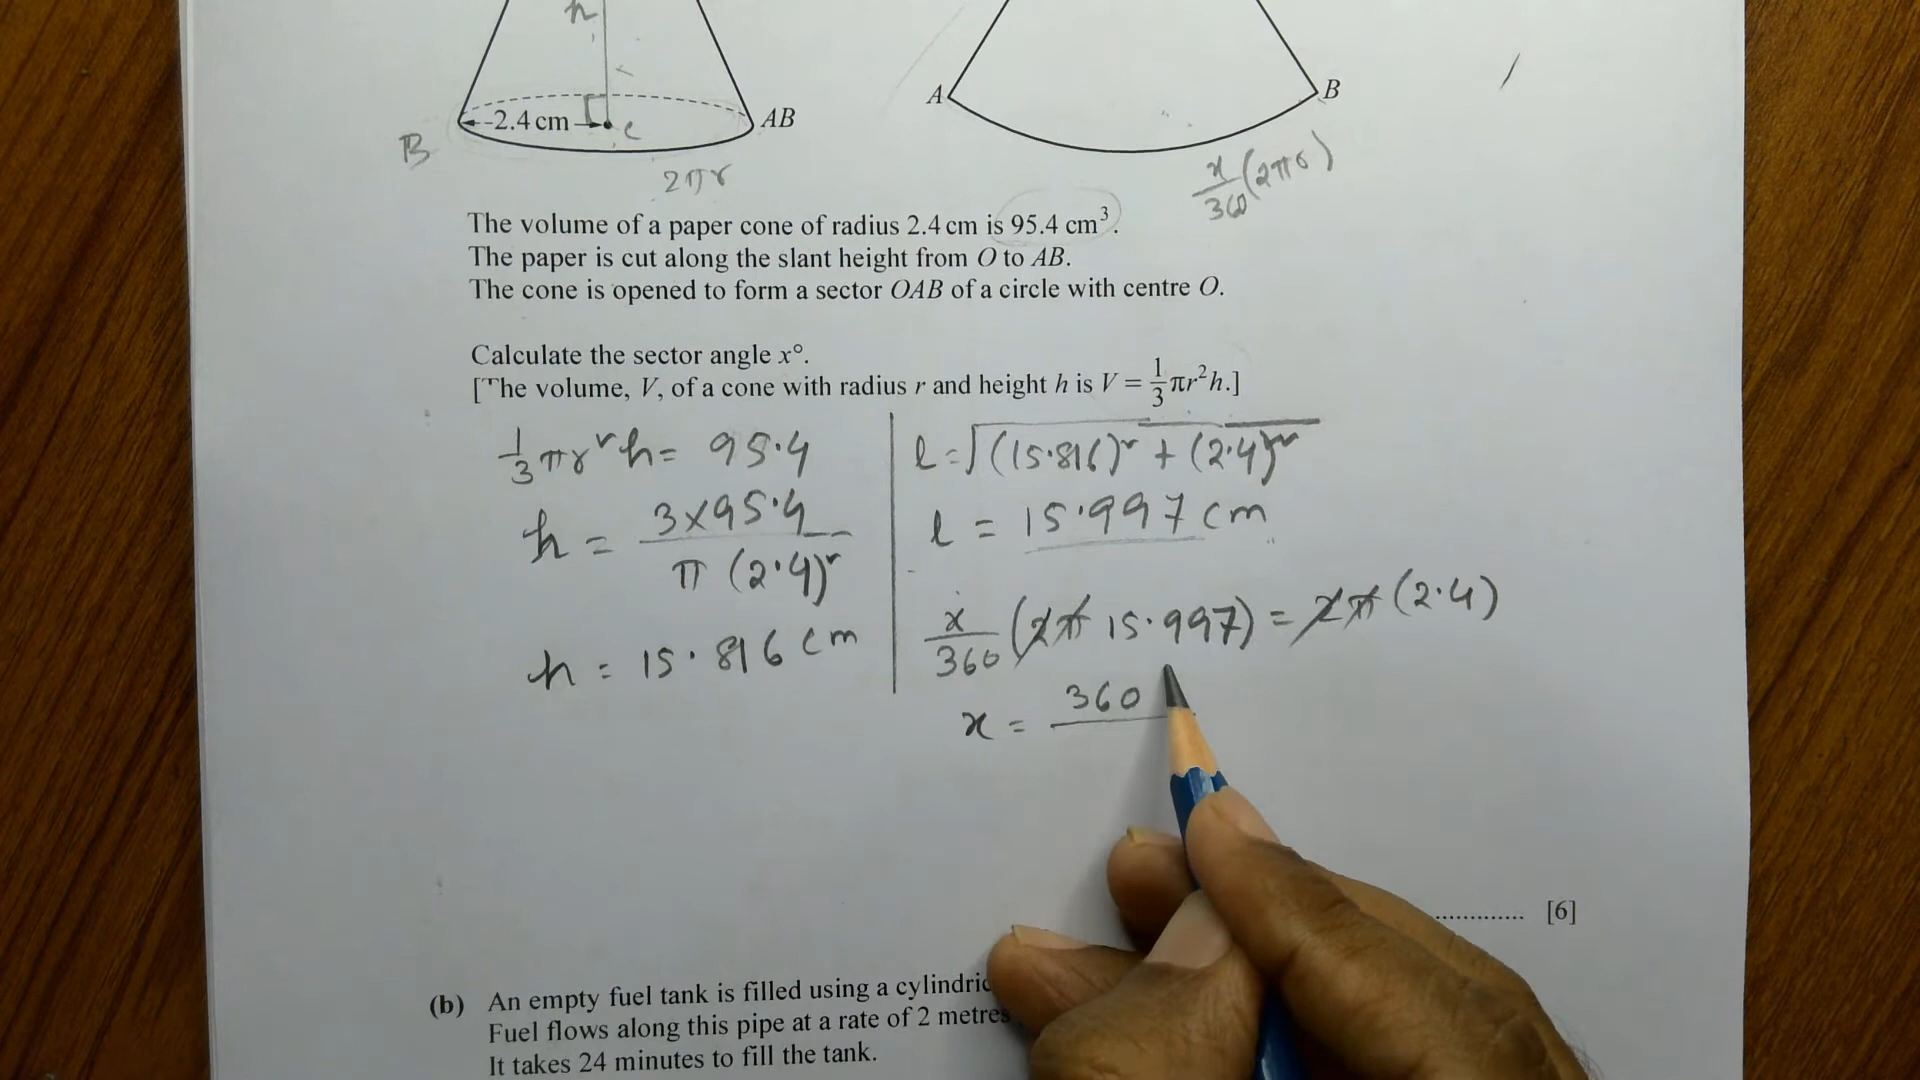 h
A
B
2.4 cm
c
AB
B
2πr
x/360 (2πr)
The volume of a paper cone of radius 2.4 cm is 95.4 cm³.
The paper is cut along the slant height from O to AB.
The cone is opened to form a sector OAB of a circle with centre O.
Calculate the sector angle x°.
[The volume, V, of a cone with radius r and height h is V = 1/3 πr²h.]
1/3 πr²h = 95.4
h = 3×95.4 / π (2.4)²
h = 15.816 cm
l = √(15.816)² + (2.4)²
l = 15.997 cm
x/360 (2π 15.997) = 2π (2.4)
x = 360
............. [6]
(b) An empty fuel tank is filled using a cylindric
Fuel flows along this pipe at a rate of 2 metres
It takes 24 minutes to fill the tank.